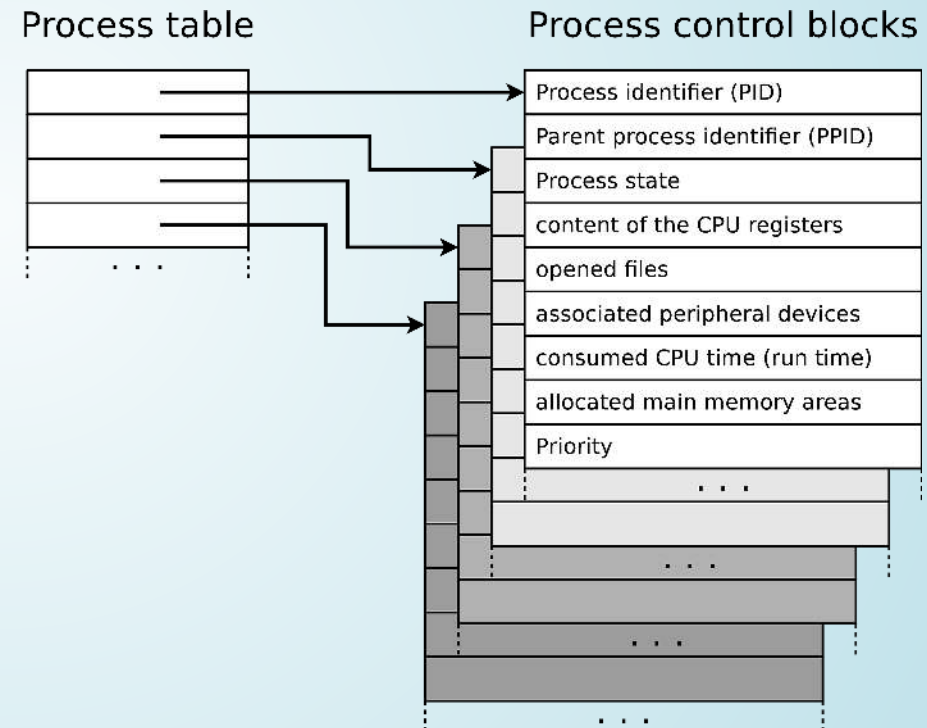 Process table
Process control blocks
Process identifier (PID)
Parent process identifier (PPID)
Process state
content of the CPU registers
opened files
associated peripheral devices
consumed CPU time (run time)
allocated main memory areas
Priority
. . .
. . .
. . .
. . .
. . .